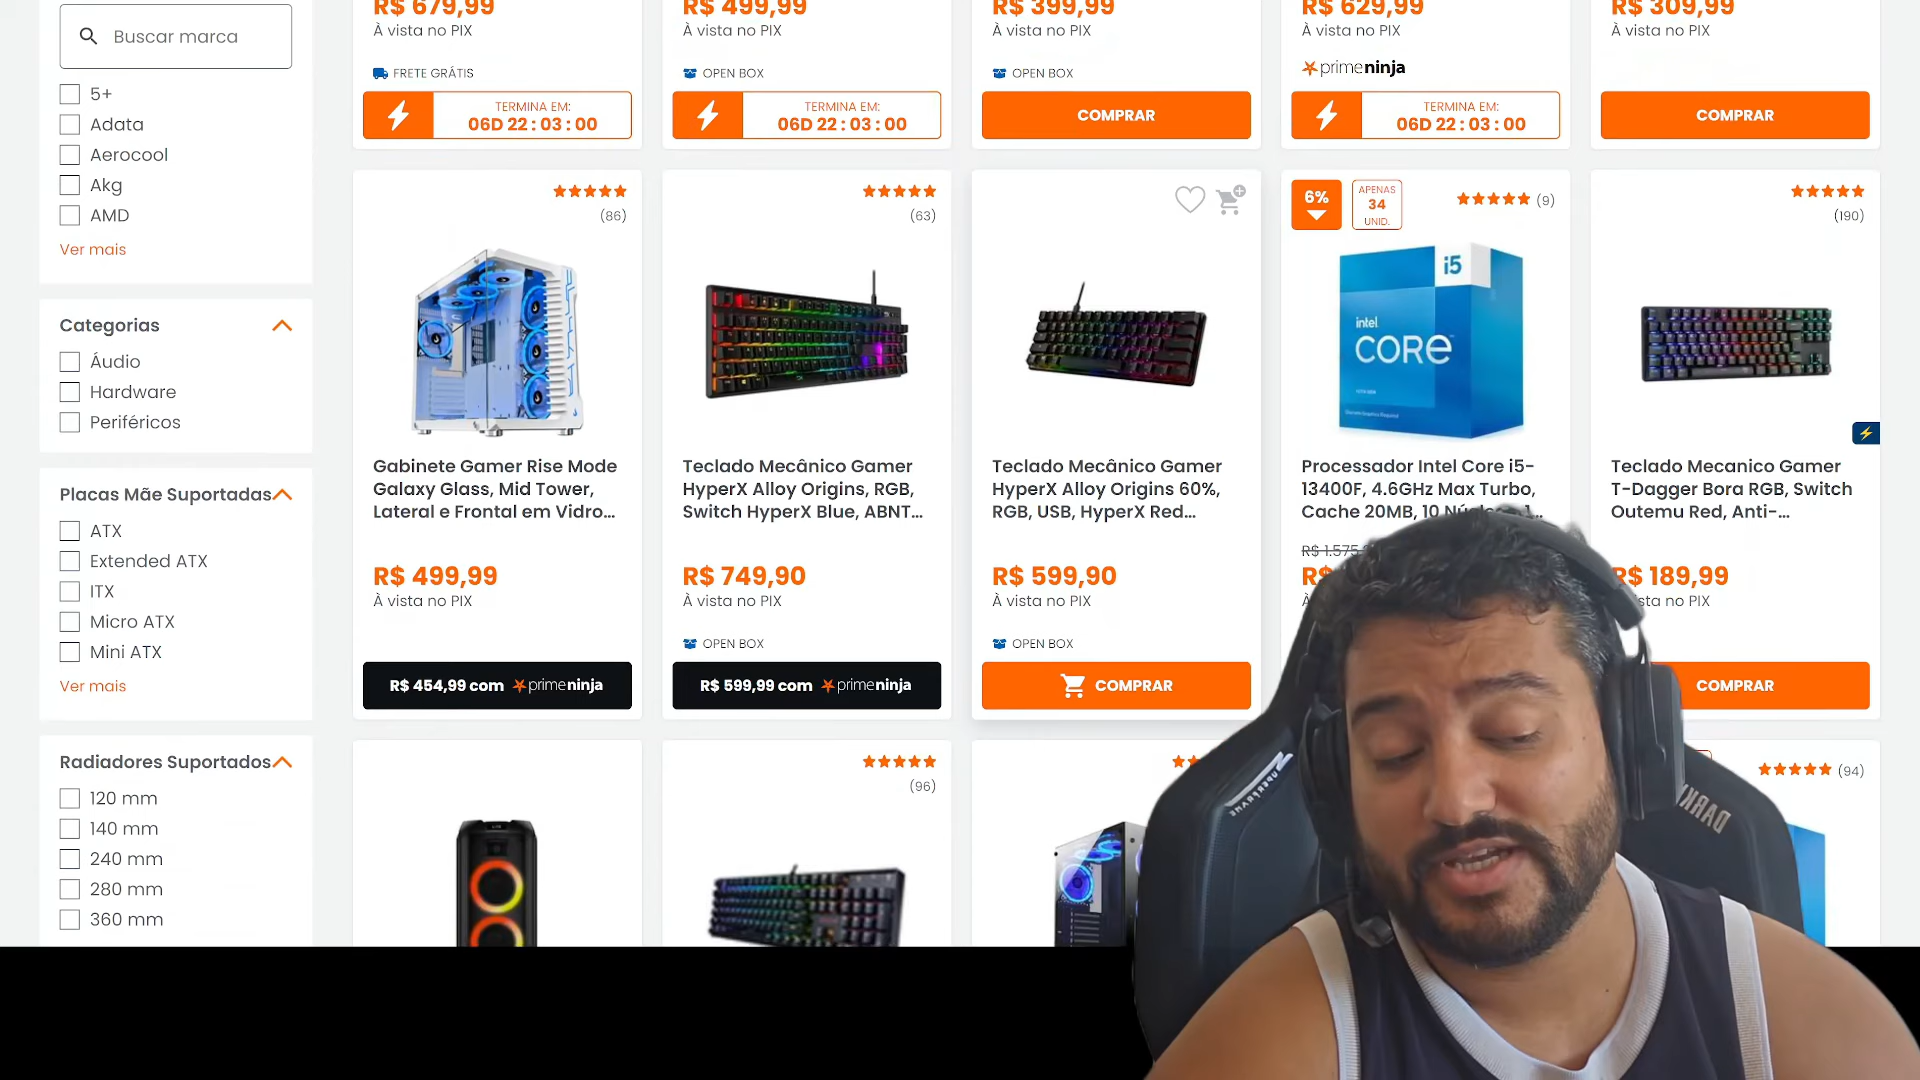 Buscar marca
5+
Adata
Aerocool
Akg
AMD
Ver mais
Categorias
Áudio
Hardware
Periféricos
Placas Mãe Suportadas
ATX
Extended ATX
ITX
Micro ATX
Mini ATX
Ver mais
Radiadores Suportados
120 mm
140 mm
240 mm
280 mm
360 mm
R$ 679,99
À vista no PIX
FRETE GRÁTIS
TERMINA EM:
06D 22 : 03 : 00
R$ 499,99
À vista no PIX
OPEN BOX
TERMINA EM:
06D 22 : 03 : 00
R$ 399,99
À vista no PIX
OPEN BOX
COMPRAR
R$ 629,99
À vista no PIX
primeninja
TERMINA EM:
06D 22 : 03 : 00
R$ 309,99
À vista no PIX
COMPRAR
(86)
Gabinete Gamer Rise Mode
Galaxy Glass, Mid Tower,
Lateral e Frontal em Vidro...
R$ 499,99
À vista no PIX
R$ 454,99 com primeninja
(63)
Teclado Mecânico Gamer
HyperX Alloy Origins, RGB,
Switch HyperX Blue, ABNT...
R$ 749,90
À vista no PIX
OPEN BOX
R$ 599,99 com primeninja
Teclado Mecânico Gamer
HyperX Alloy Origins 60%,
RGB, USB, HyperX Red...
R$ 599,90
À vista no PIX
OPEN BOX
COMPRAR
6%
APENAS
34
UNID.
(9)
i5
intel
CORE
Processador Intel Core i5-
13400F, 4.6GHz Max Turbo,
Cache 20MB, 10
R$ 1.575,
R$
(190)
Teclado Mecanico Gamer
T-Dagger Bora RGB, Switch
Outemu Red, Anti-...
R$ 189,99
vista no PIX
COMPRAR
(96)
(94)
SUPERFRAME
DARK